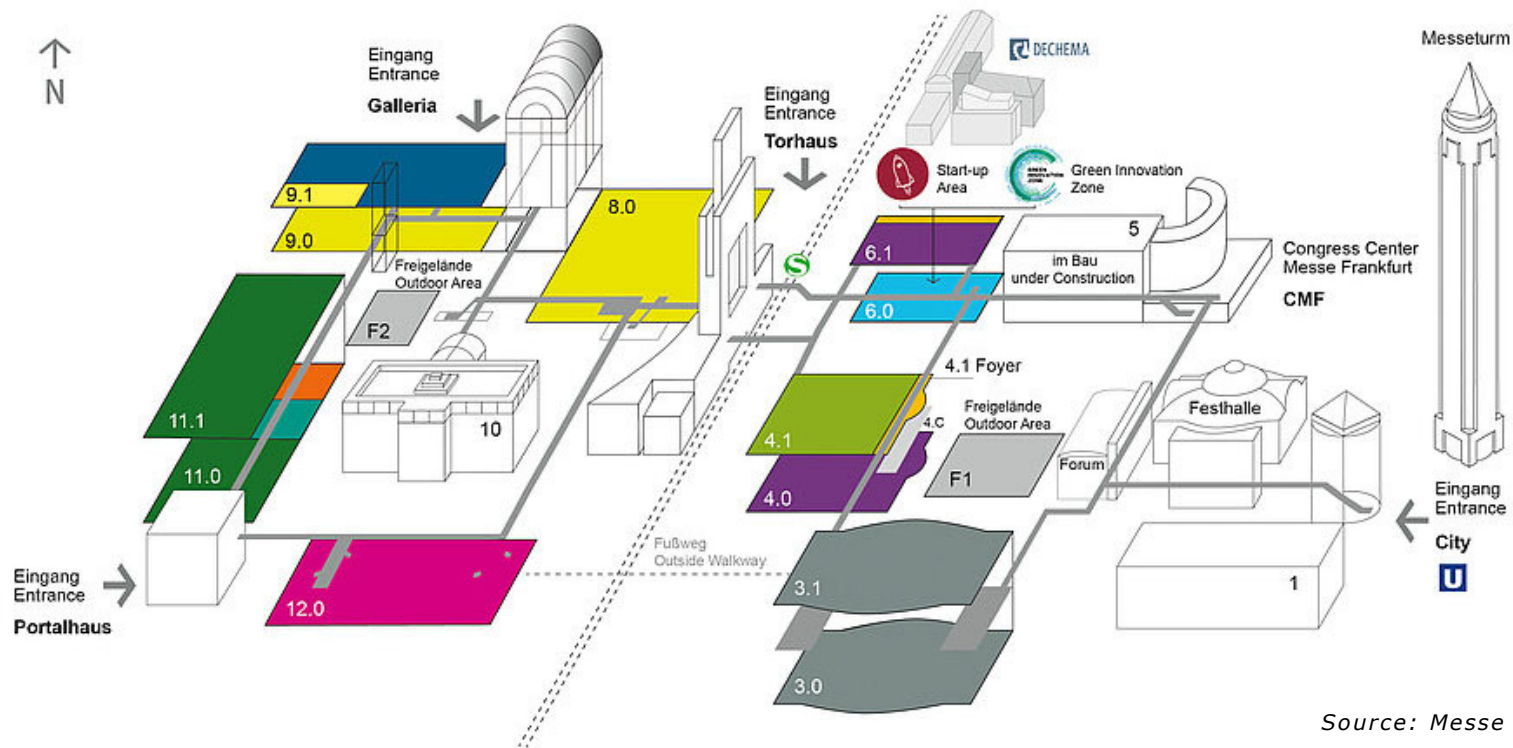 N
Eingang
Entrance
Galleria
Eingang
Entrance
Torhaus
DECHEMA
Start-up
Area
GREEN
INNOVATION
ZONE
Green Innovation
Zone
Messeturm
9.1
9.0
8.0
Freigelände
Outdoor Area
F2
S
6.1
6.0
5
im Bau
under Construction
Congress Center
Messe Frankfurt
CMF
11.1
11.0
10
4.1 Foyer
4.C
4.1
4.0
Freigelände
Outdoor Area
F1
Forum
Festhalle
Eingang
Entrance
City
U
Eingang
Entrance
Portalhaus
12.0
Fußweg
Outside Walkway
3.1
3.0
1
Source: Messe